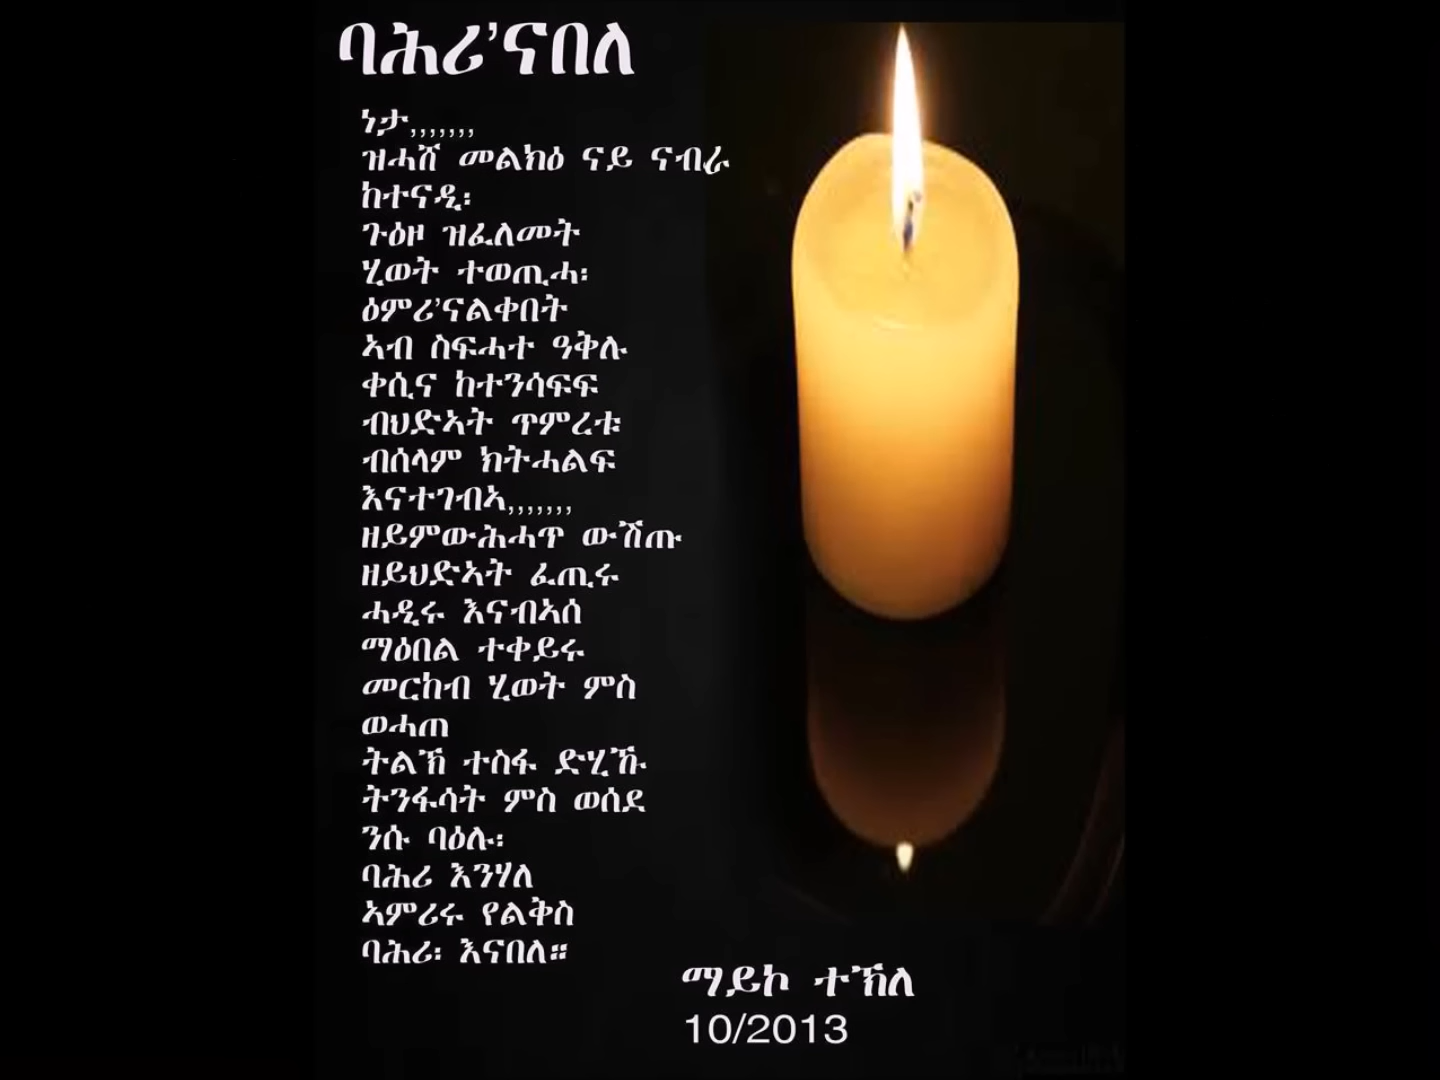 ባሕሪ'ናበለ
ነታ,,,,,,,
ዝሓሸ መልክዕ ናይ ናብራ
ከተናዲ፡
ጉዕዞ ዝፈለመት
ሂወት ተወጢሓ፡
ዕምሪ'ናልቀበት
ኣብ ስፍሓተ ዓቅሉ
ቀሲና ከተንሳፍፍ
ብህድኣት ጥምረቱ
ብሰላም ክትሓልፍ
እናተገብኣ,,,,,,,
ዘይምውሕሓጥ ውሽጡ
ዘይህድኣት ፈጢሩ
ሓዲሩ እናብኣሰ
ማዕበል ተቀይሩ
መርከብ ሂወት ምስ
ወሓጠ
ትልኽ ተስፋ ድሂኹ
ትንፋሳት ምስ ወሰደ
ንሱ ባዕሉ፡
ባሕሪ እንሃለ
ኣምሪሩ የልቅስ
ባሕሪ፡ እናበለ።
ማይኮ ተኽለ
10/2013